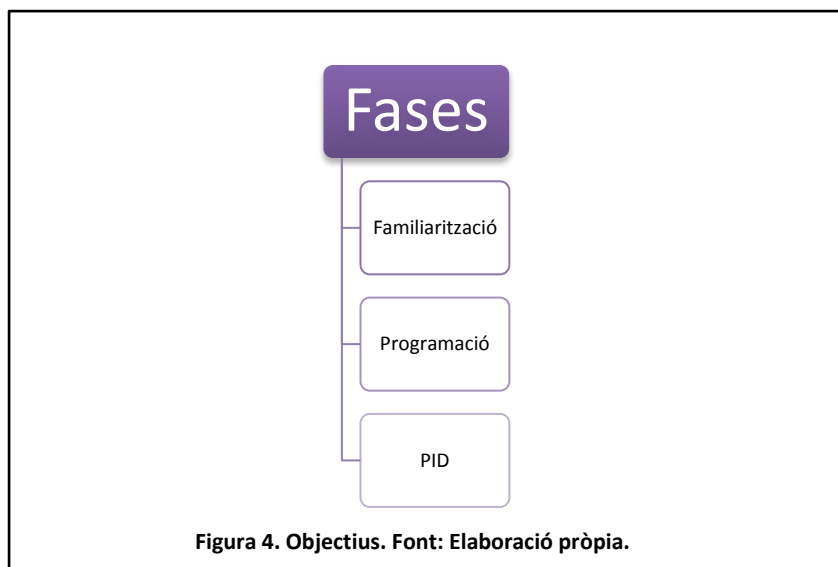 Fases
Familiarització
Programació
PID
Figura 4. Objectius. Font: Elaboració pròpia.